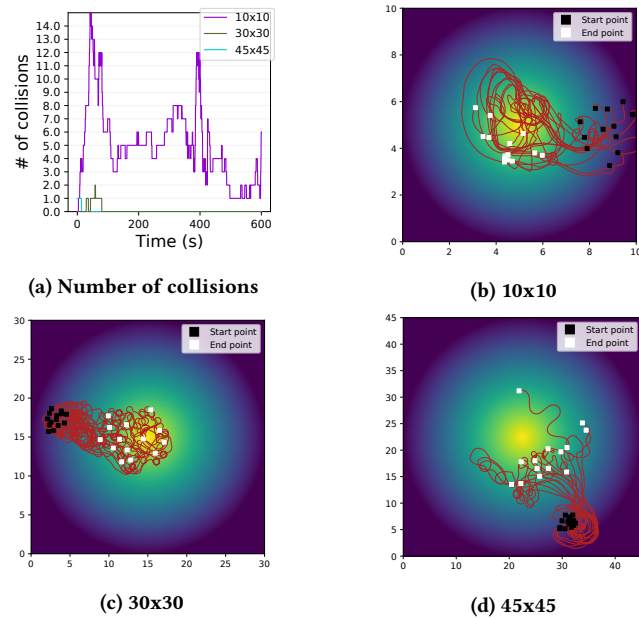 14.0
13.0
12.0
11.0
10.0
9.0
8.0
7.0
6.0
5.0
4.0
3.0
2.0
1.0
# of collisions
0 200 400 600
Time (s)
10x10
30x30
45x45
(a) Number of collisions
10
8
6
4
2
0
0 2 4 6 8 10
Start point
End point
(b) 10x10
30
25
20
15
10
5
0
0 5 10 15 20 25 30
Start point
End point
(c) 30x30
45
40
35
30
25
20
15
10
5
0
0 10 20 30 40
Start point
End point
(d) 45x45